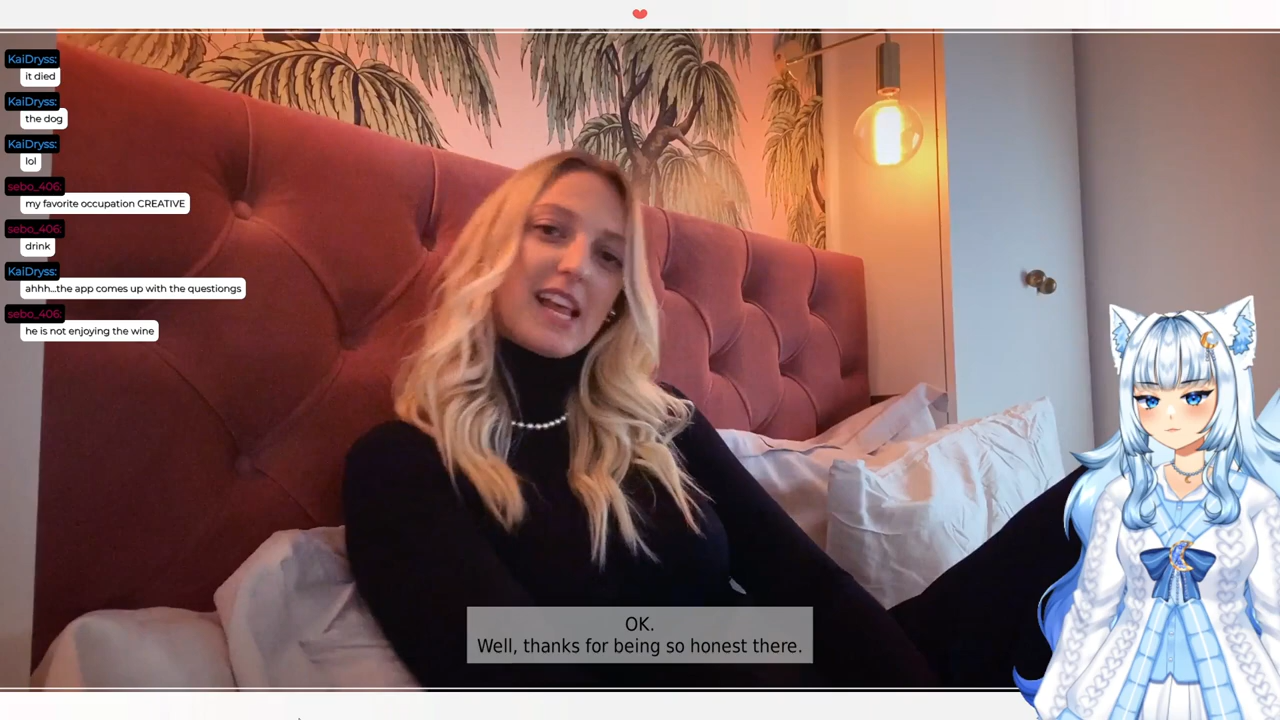 KaiDryss:
it died
KaiDryss:
the dog
KaiDryss:
lol
sebo_406:
my favorite occupation CREATIVE
sebo_406:
drink
KaiDryss:
ahhh...the app comes up with the questiongs
sebo_406:
he is not enjoying the wine
OK.
Well, thanks for being so honest there.